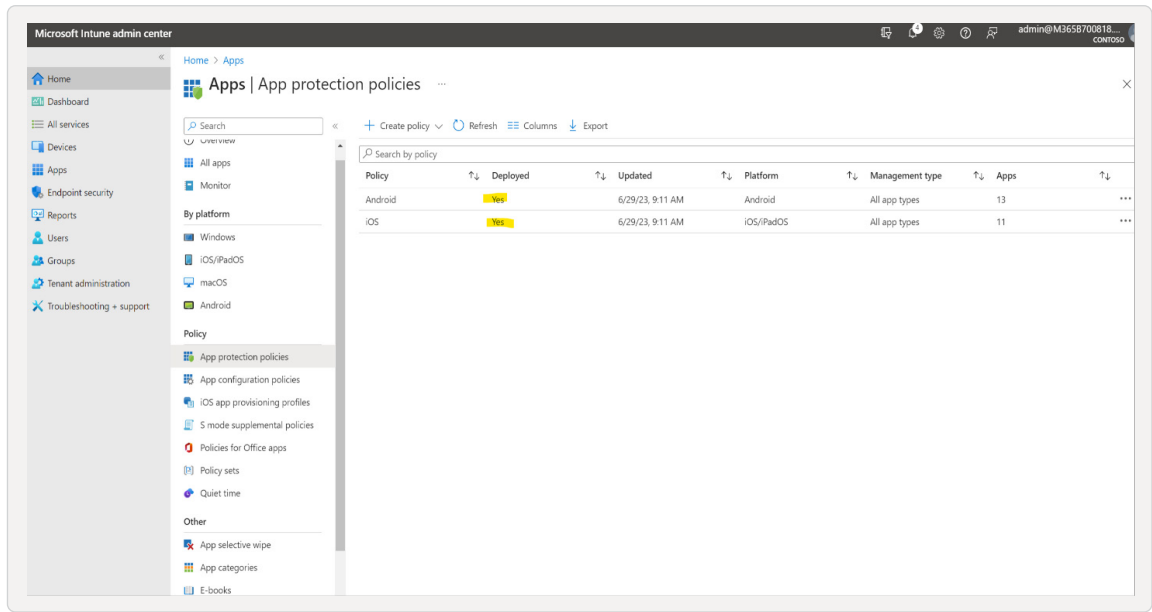 Microsoft Intune admin center
admin@M365B700818....
CONTOSO
Home
Dashboard
All services
Devices
Apps
Endpoint security
Reports
Users
Groups
Tenant administration
Troubleshooting + support
Home > Apps
Apps | App protection policies ...
Search
Overview
All apps
Monitor
By platform
Windows
iOS/iPadOS
macOS
Android
Policy
App protection policies
App configuration policies
iOS app provisioning profiles
S mode supplemental policies
Policies for Office apps
Policy sets
Quiet time
Other
App selective wipe
App categories
E-books
Create policy Refresh Columns Export
Search by policy
Policy Deployed Updated Platform Management type Apps
Android Yes 6/29/23, 9:11 AM Android All app types 13
iOS Yes 6/29/23, 9:11 AM iOS/iPadOS All app types 11